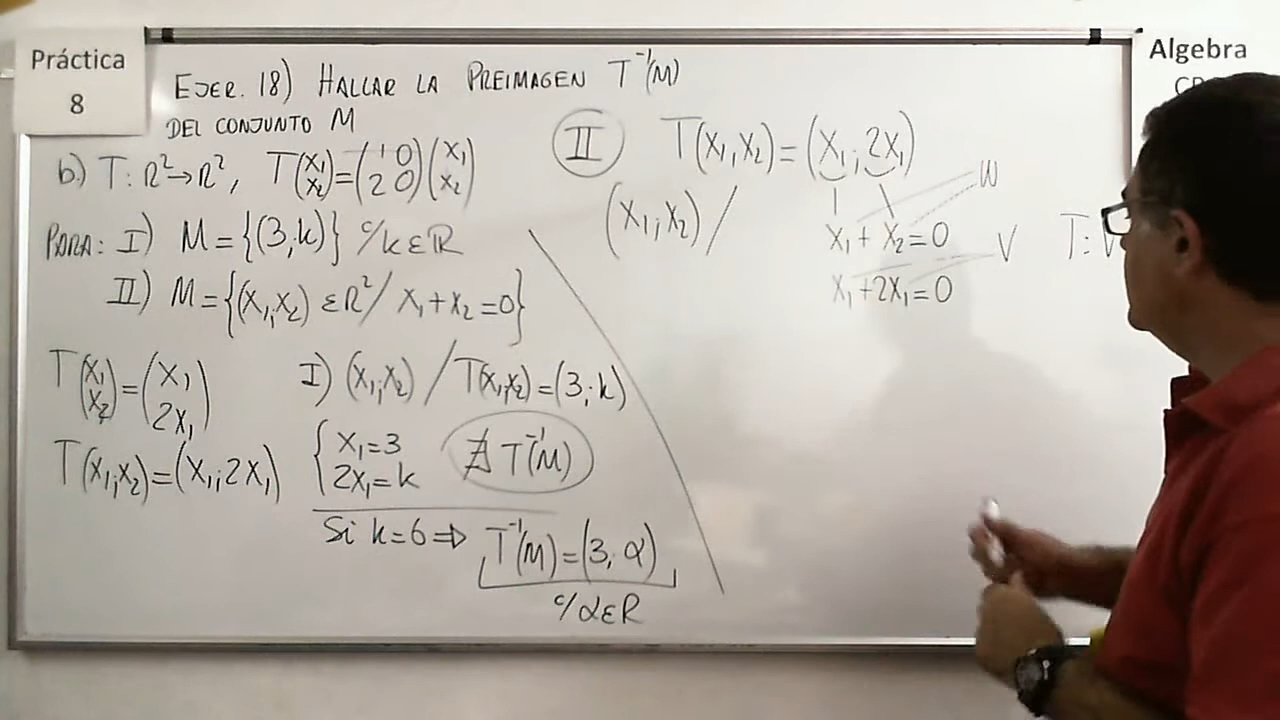 Práctica
8
Algebra
EJER. 18) HALLAR LA PREIMAGEN T⁻¹(M)
DEL CONJUNTO M
b.) T: R²→R², T(x₁ x₂)=(1 0 2 0)(x₁ x₂)
PARA: I) M={(3,k)} c/k∈R
II) M={(x₁,x₂) ∈R²/ x₁+x₂=0}
T(x₁ x₂)=(x₁ 2x₁)
T(x₁;x₂)=(x₁;2x₁)
I) (x₁;x₂) / T(x₁,x₂)=(3;k)
{x₁=3
2x₁=k
∄ T⁻¹(M)
Si k=6⇒ T⁻¹(M)=(3;α)
c/α∈R
II T(x₁,x₂)=(x₁;2x₁)
(x₁;x₂)/
x₁+x₂=0 W
x₁+2x₁=0 V
T: V